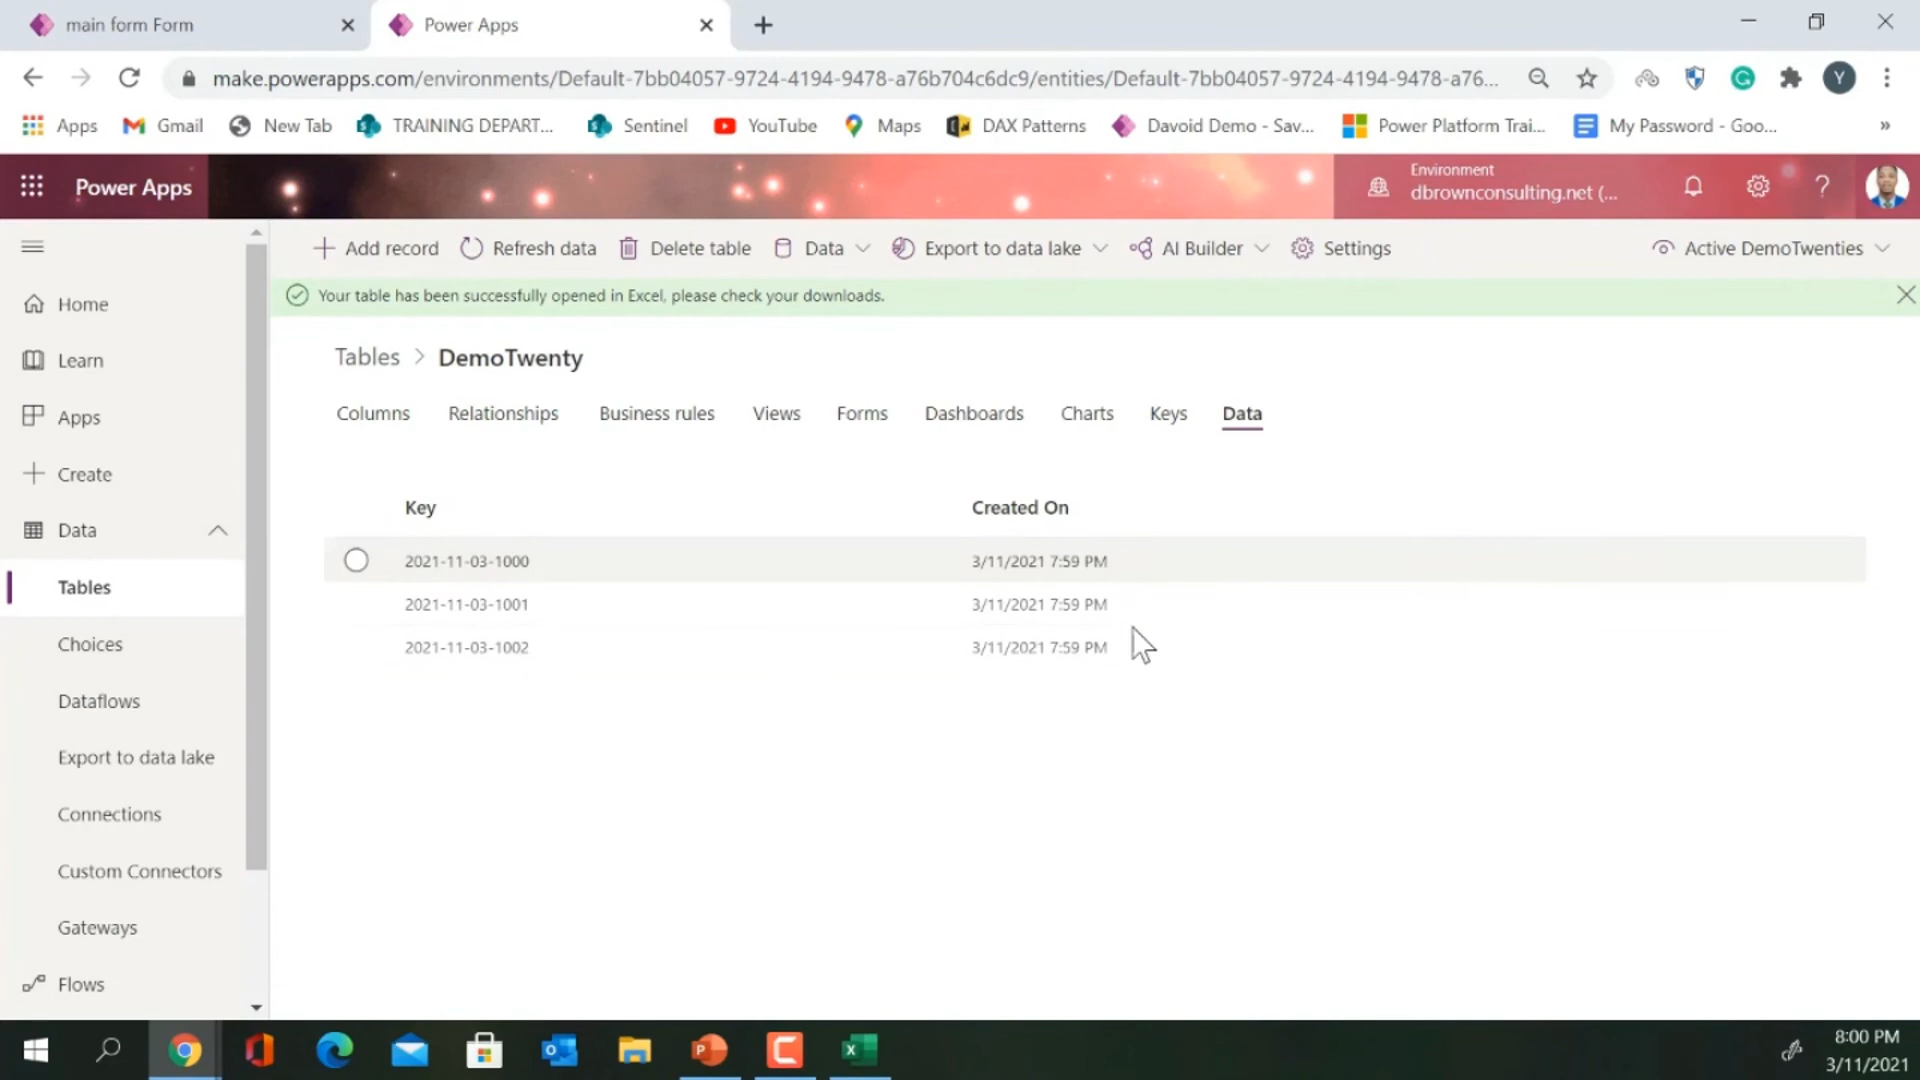 main form Form
Power Apps
make.powerapps.com/environments/Default-7bb04057-9724-4194-9478-a76b704c6dc9/entities/Default-7bb04057-9724-4194-9478-a76...
Y
Apps
Gmail
New Tab
TRAINING DEPART...
Sentinel
YouTube
Maps
DAX Patterns
Davoid Demo - Sav...
Power Platform Trai...
My Password - Goo...
»
Power Apps
Environment
dbrownconsulting.net (...
?
Add record
Refresh data
Delete table
Data
Export to data lake
AI Builder
Settings
Active DemoTwenties
Your table has been successfully opened in Excel, please check your downloads.
Home
Learn
Apps
Create
Data
Tables
Choices
Dataflows
Export to data lake
Connections
Custom Connectors
Gateways
Flows
Tables > DemoTwenty
Columns
Relationships
Business rules
Views
Forms
Dashboards
Charts
Keys
Data
Key
Created On
2021-11-03-1000
3/11/2021 7:59 PM
2021-11-03-1001
3/11/2021 7:59 PM
2021-11-03-1002
3/11/2021 7:59 PM
8:00 PM
3/11/2021